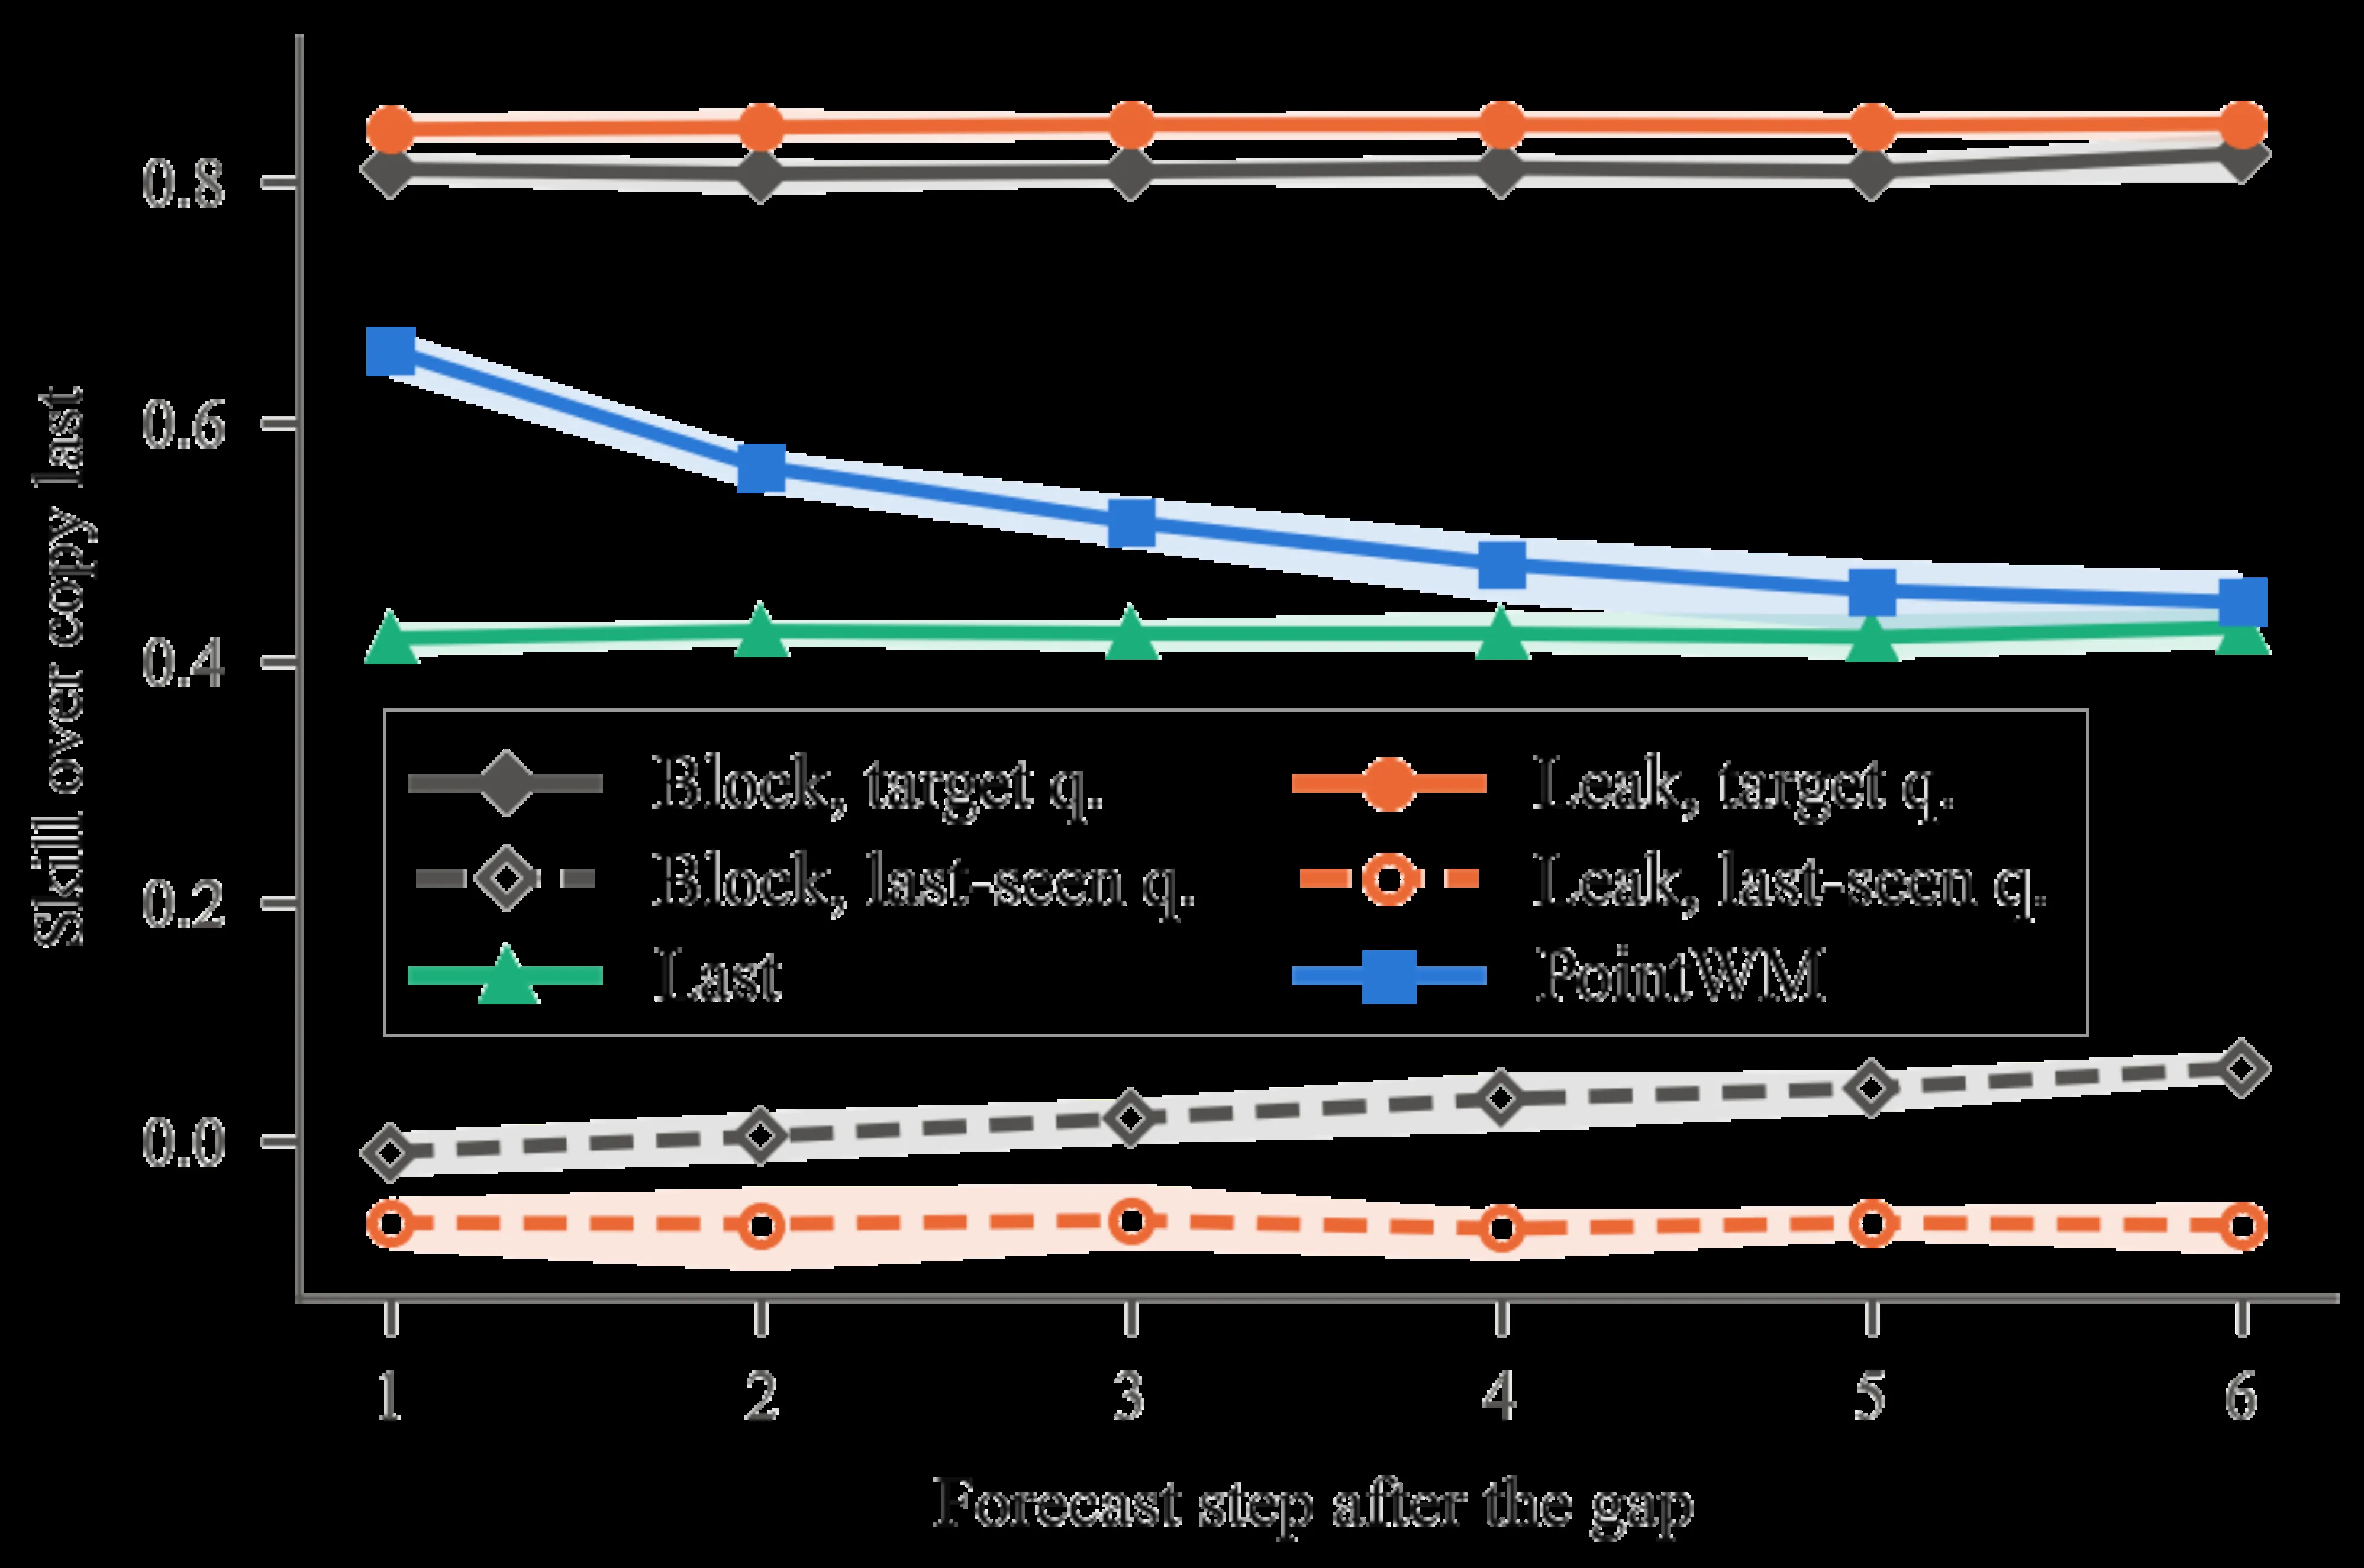 Skill over copy last
0.8
0.6
0.4
0.2
0.0
Block, target q.
Leak, target q.
Block, last-seen q.
Leak, last-seen q.
Last
PointWM
1 2 3 4 5 6
Forecast step after the gap